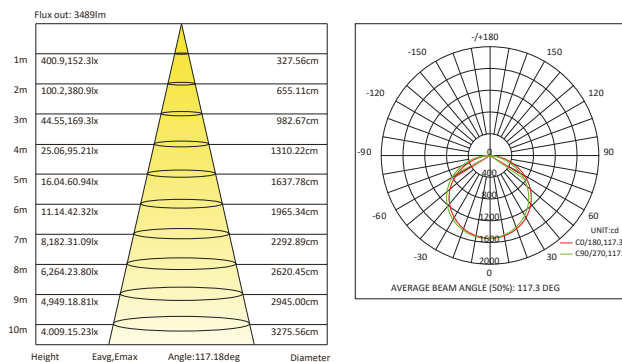 Flux out: 3489lm
1m 400.9,152.3lx 327.56cm
2m 100.2,380.9lx 655.11cm
3m 44.55,169.3lx 982.67cm
4m 25.06,95.21lx 1310.22cm
5m 16.04.60.94lx 1637.78cm
6m 11.14.42.32lx 1965.34cm
7m 8,182.31.09lx 2292.89cm
8m 6,264.23.80lx 2620.45cm
9m 4,949.18.81lx 2945.00cm
10m 4.009.15.23lx 3275.56cm
Height Eavg,Emax Angle:117.18deg Diameter
-/+180
-150 150
-120 120
-90 0 90
400
800
-60 1200 60
UNIT:cd
1600 C0/180,117.3
-30 2000 30 C90/270,117.
0
AVERAGE BEAM ANGLE (50%): 117.3 DEG